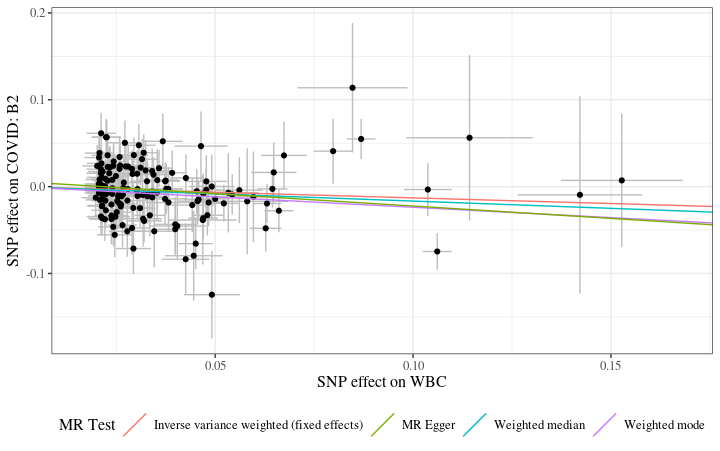 0.2
0.1
0.0
-0.1
SNP effect on COVID: B2
0.05
0.10
0.15
SNP effect on WBC
MR Test
Inverse variance weighted (fixed effects)
MR Egger
Weighted median
Weighted mode